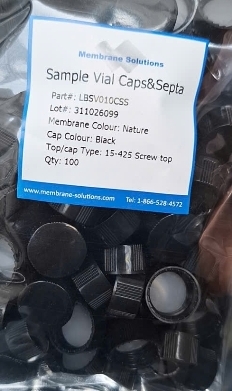 Membrane Solutions
Sample Vial Caps&Septa
Part#: LBSV010CSS
Lot#: 311026099
Membrane Colour: Nature
Cap Colour: Black
Top/cap Type: 15-425 Screw top
Qty: 100
www.membrane-solutions.com Tel: 1-866-528-4572